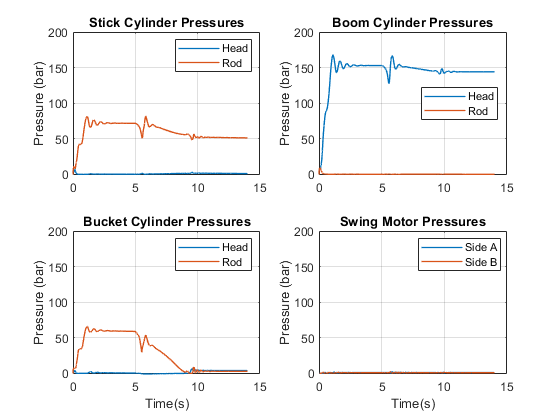 Stick Cylinder Pressures
200
150
100
50
0
Pressure (bar)
Head
Rod
0 5 10 15
Boom Cylinder Pressures
200
150
100
50
0
Pressure (bar)
Head
Rod
0 5 10 15
Bucket Cylinder Pressures
200
150
100
50
0
Pressure (bar)
Head
Rod
0 5 10 15
Time(s)
Swing Motor Pressures
200
150
100
50
0
Pressure (bar)
Side A
Side B
0 5 10 15
Time(s)